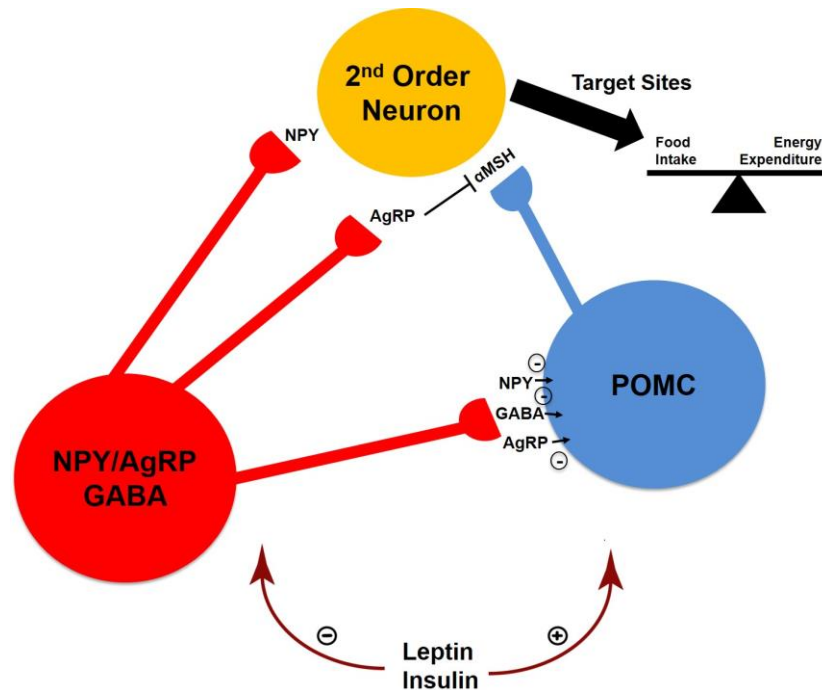 2nd Order
Neuron
Target Sites
Food
Intake
Energy
Expenditure
NPY
αMSH
AgRP
NPY
GABA
AgRP
POMC
NPY/AgRP
GABA
Leptin
Insulin